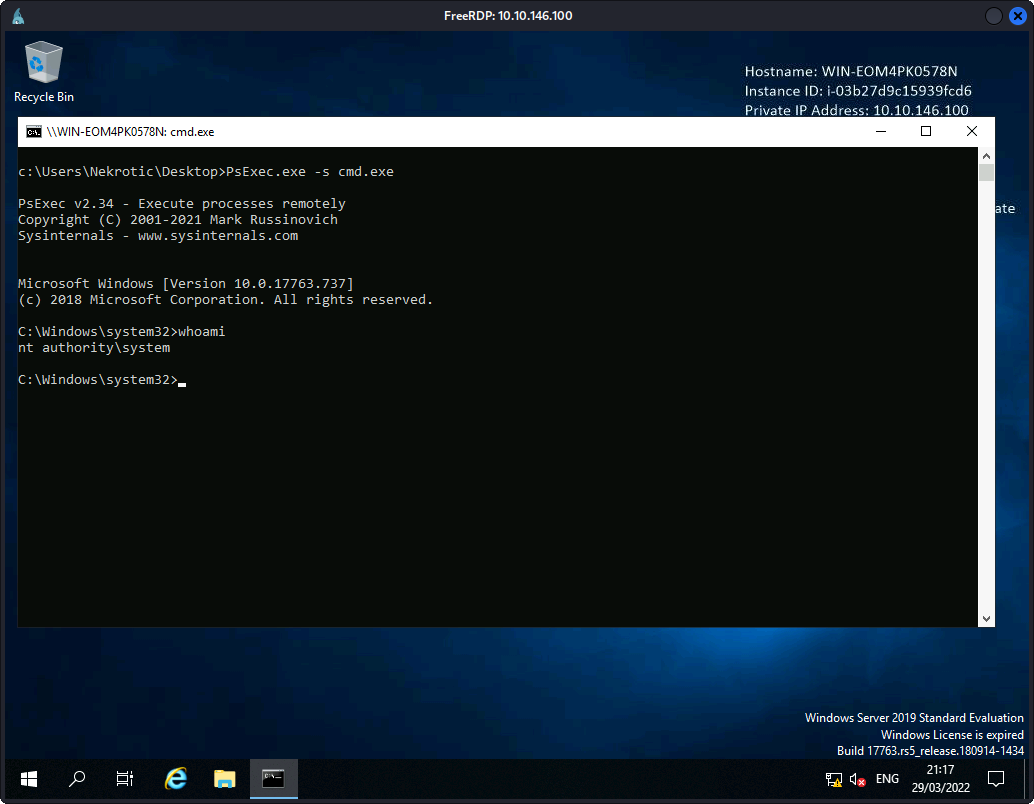 FreeRDP: 10.10.146.100
Recycle Bin
Hostname: WIN-EOM4PK0578N
Instance ID: i-03b27d9c15939fcd6
Private IP Address: 10.10.146.100
ate
\\WIN-EOM4PK0578N: cmd.exe
c:\Users\Nekrotic\Desktop>PsExec.exe -s cmd.exe
PsExec v2.34 - Execute processes remotely
Copyright (C) 2001-2021 Mark Russinovich
Sysinternals - www.sysinternals.com
Microsoft Windows [Version 10.0.17763.737]
(c) 2018 Microsoft Corporation. All rights reserved.
C:\Windows\system32>whoami
nt authority\system
C:\Windows\system32>
Windows Server 2019 Standard Evaluation
Windows License is expired
Build 17763.rs5_release.180914-1434
ENG
21:17
29/03/2022